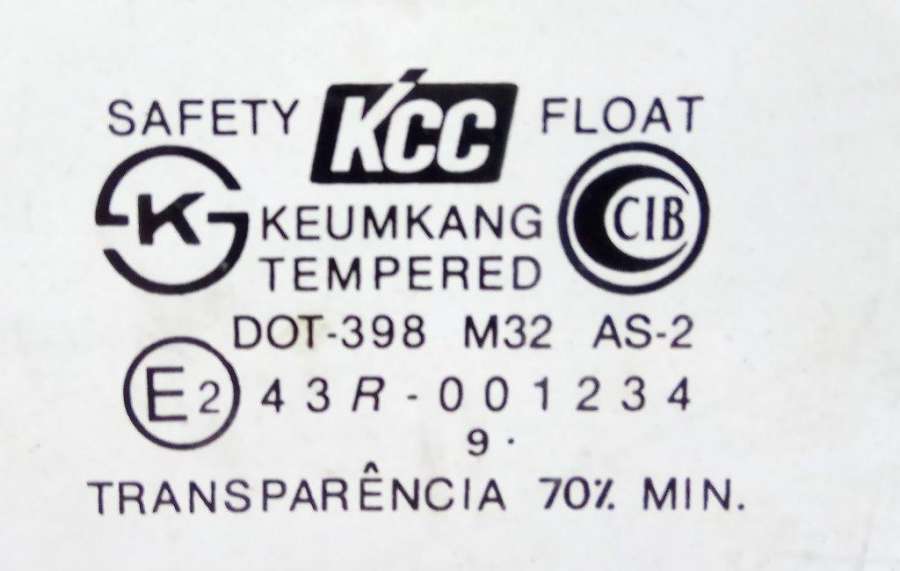 SAFETY KCC FLOAT
K KEUMKANG CIB
TEMPERED
DOT-398 M32 AS-2
E2 43R-001234
9.
TRANSPARÊNCIA 70% MIN.